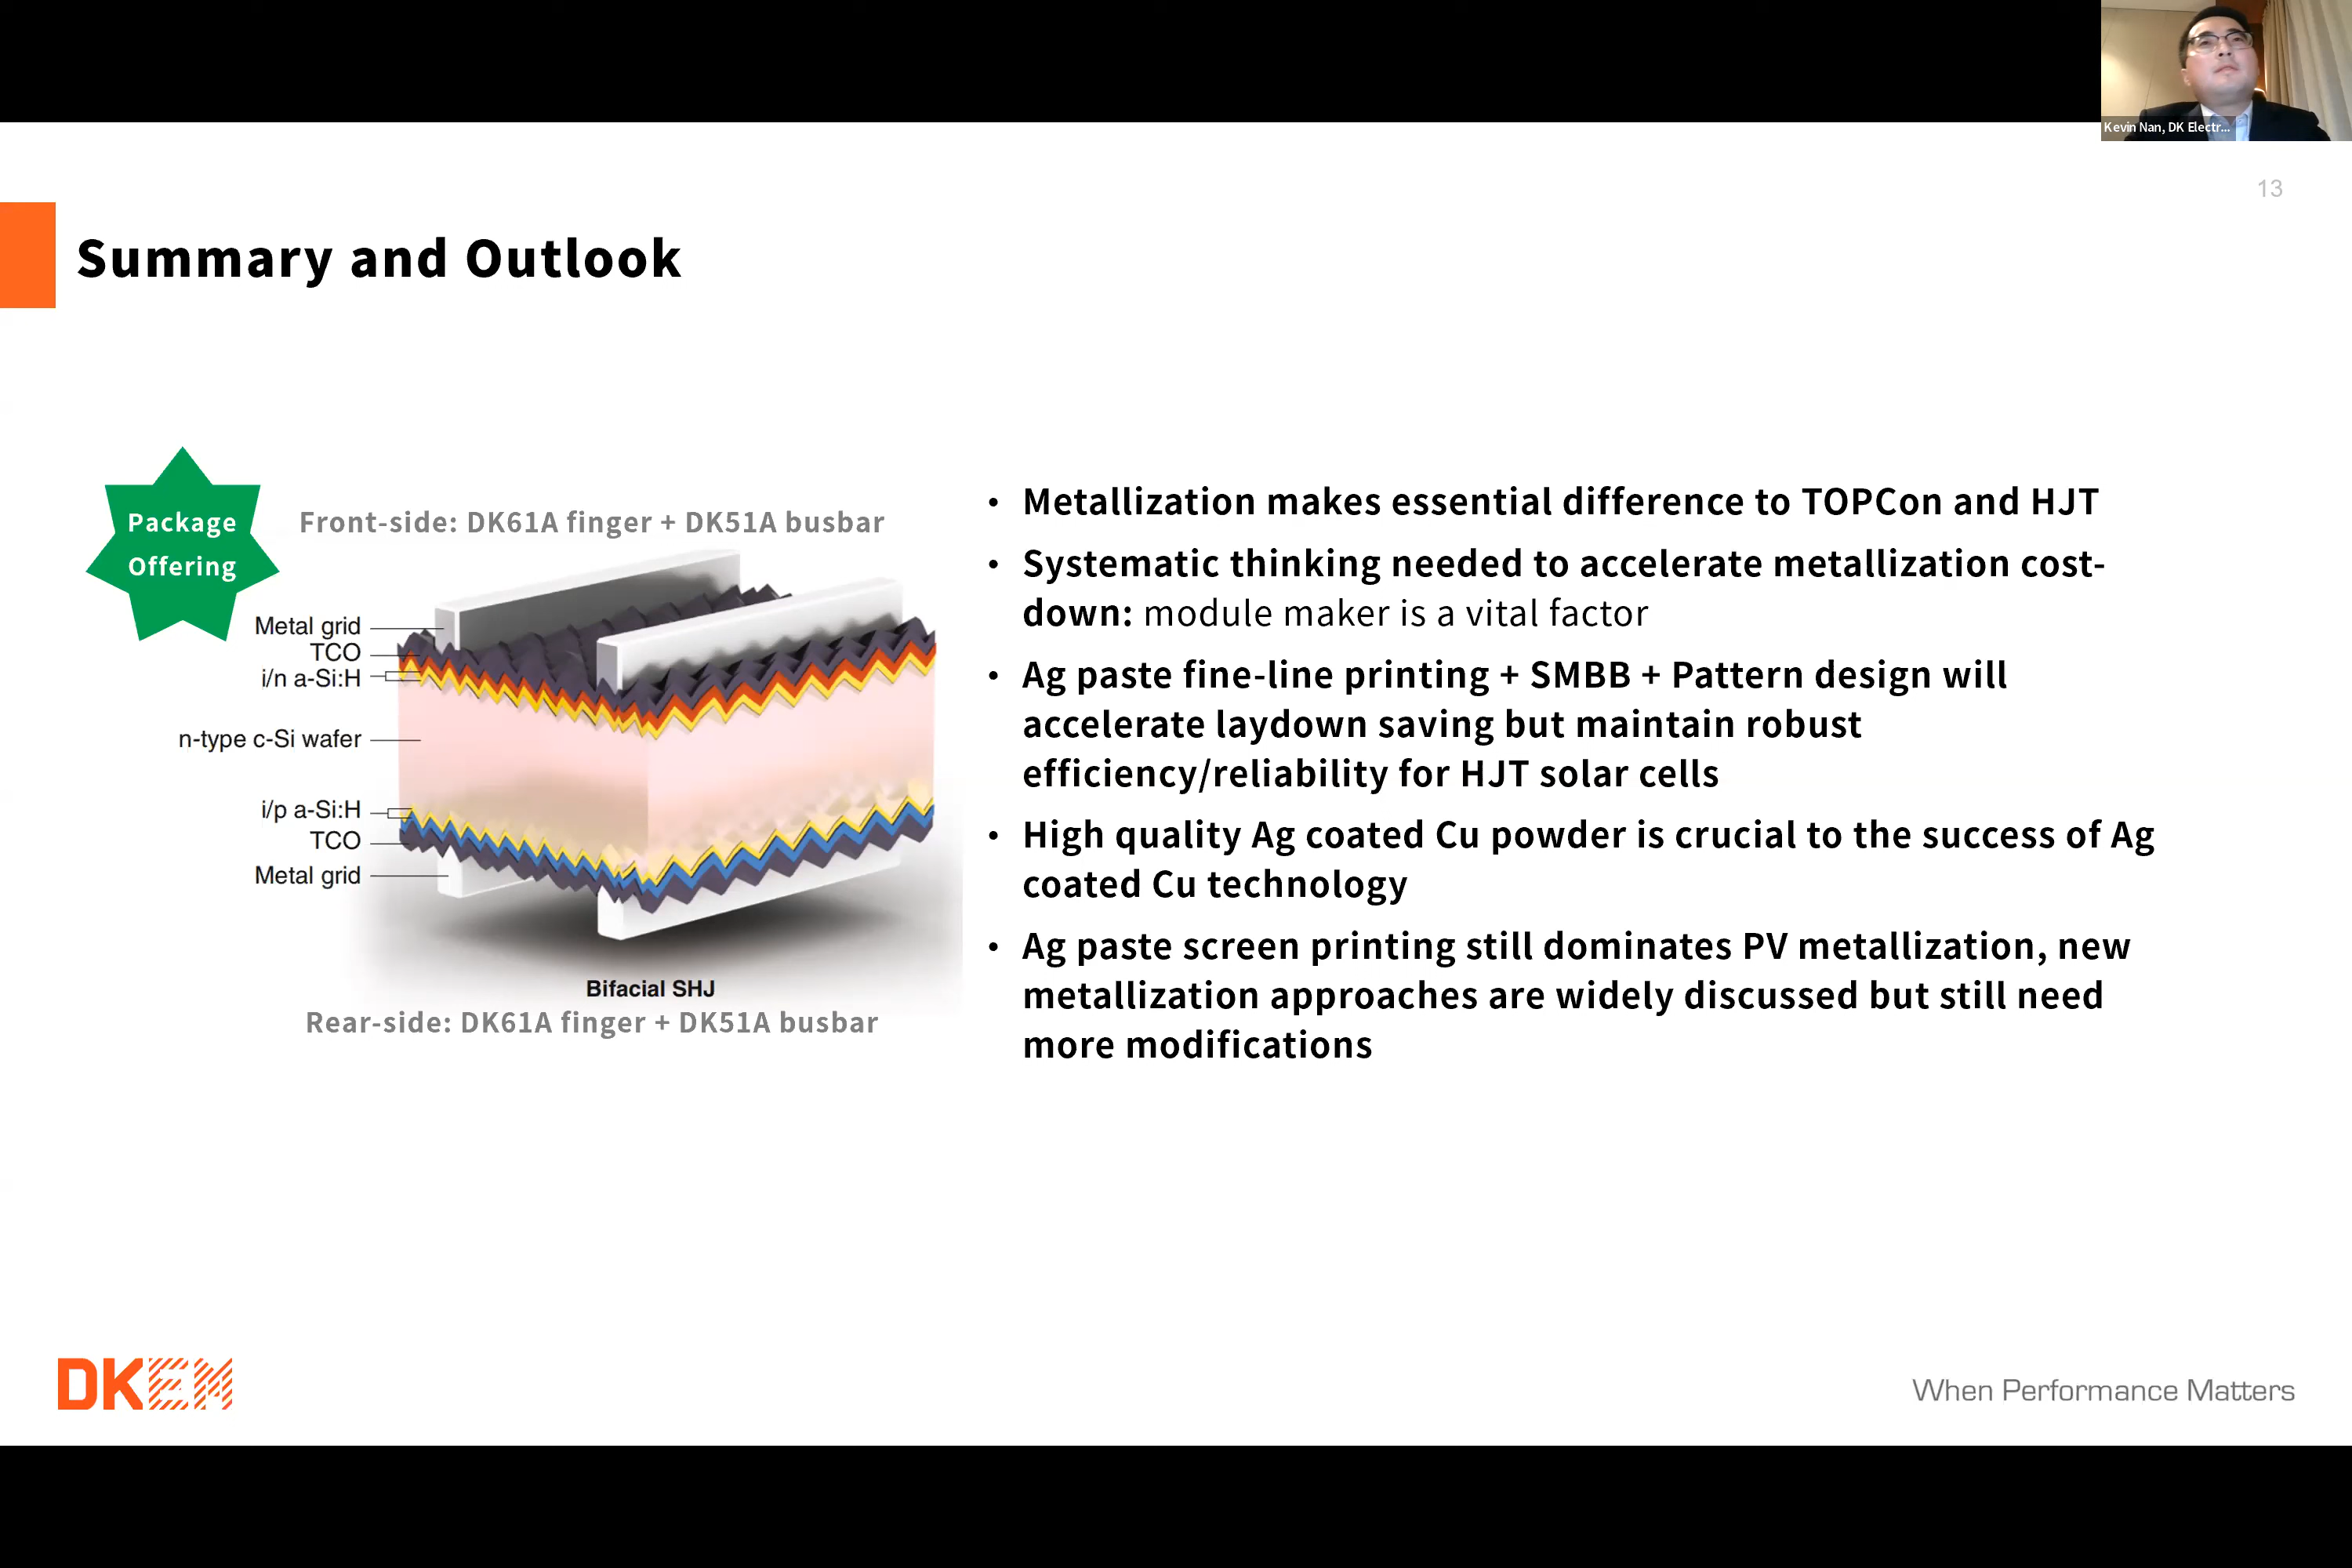 Kevin Nan, DK Electr...
13
Summary and Outlook
Package
Offering
Front-side: DK61A finger + DK51A busbar
Metal grid
TCO
i/n a-Si:H
n-type c-Si wafer
i/p a-Si:H
TCO
Metal grid
Bifacial SHJ
Rear-side: DK61A finger + DK51A busbar
• Metallization makes essential difference to TOPCon and HJT
• Systematic thinking needed to accelerate metallization cost-
down: module maker is a vital factor
• Ag paste fine-line printing + SMBB + Pattern design will
accelerate laydown saving but maintain robust
efficiency/reliability for HJT solar cells
• High quality Ag coated Cu powder is crucial to the success of Ag
coated Cu technology
• Ag paste screen printing still dominates PV metallization, new
metallization approaches are widely discussed but still need
more modifications
DKEM
When Performance Matters